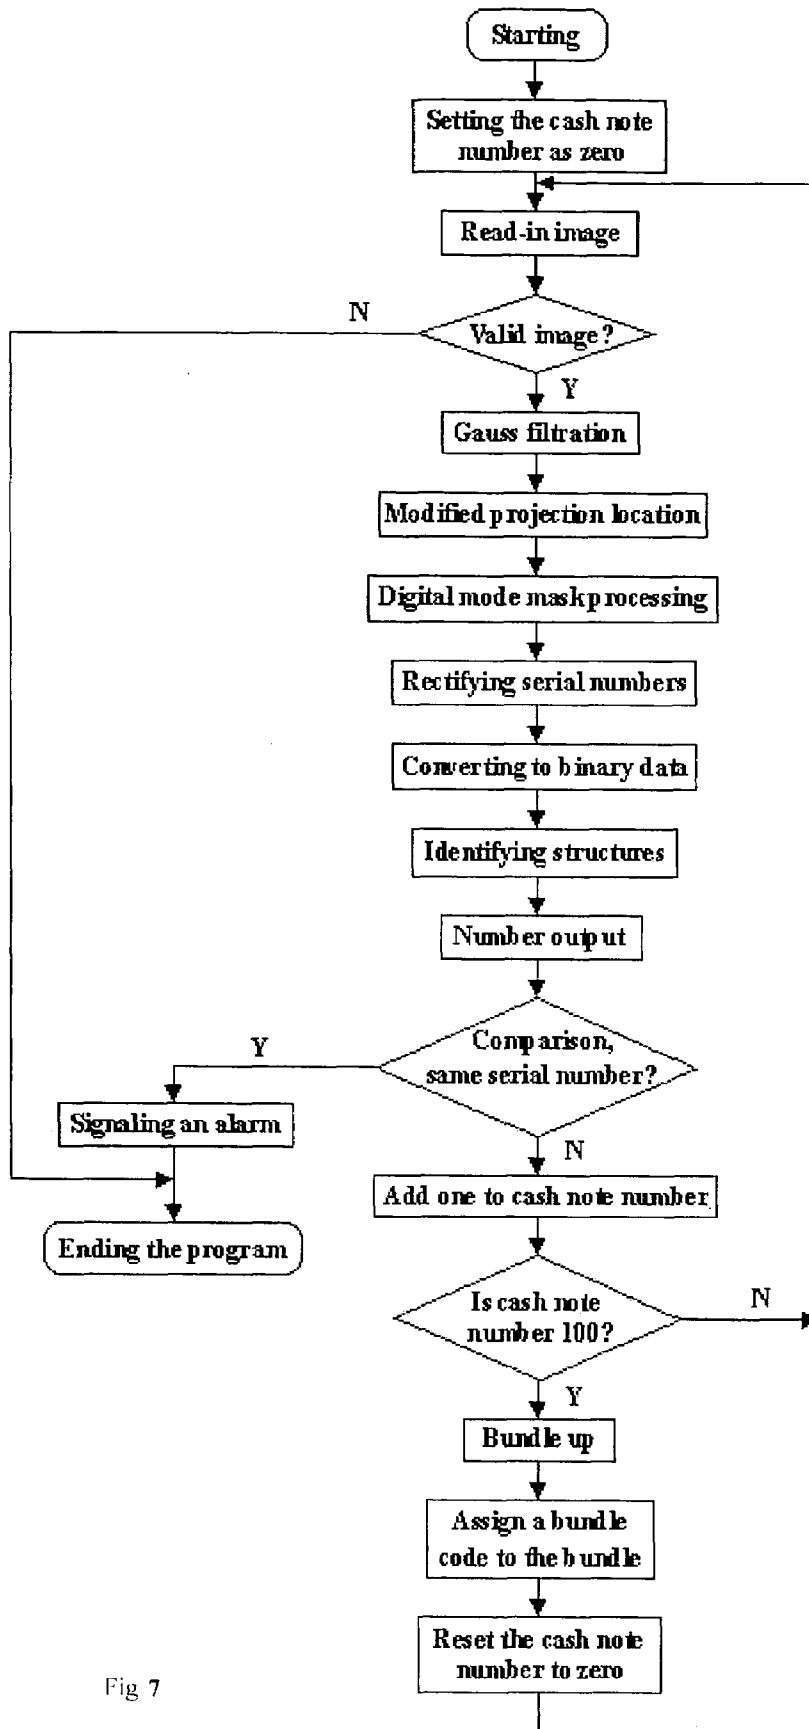 Starting
Setting the cash note
number as zero
Read-in image
N
Valid image?
Y
Gauss filtration
Modified projection location
Digital mode mask processing
Rectifying serial numbers
Converting to binary data
Identifying structures
Number output
Comparison,
same serial number?
Y
Signaling an alarm
N
Add one to cash note number
Ending the program
Is cash note
number 100?
N
Y
Bundle up
Assign a bundle
code to the bundle
Reset the cash note
number to zero
Fig 7